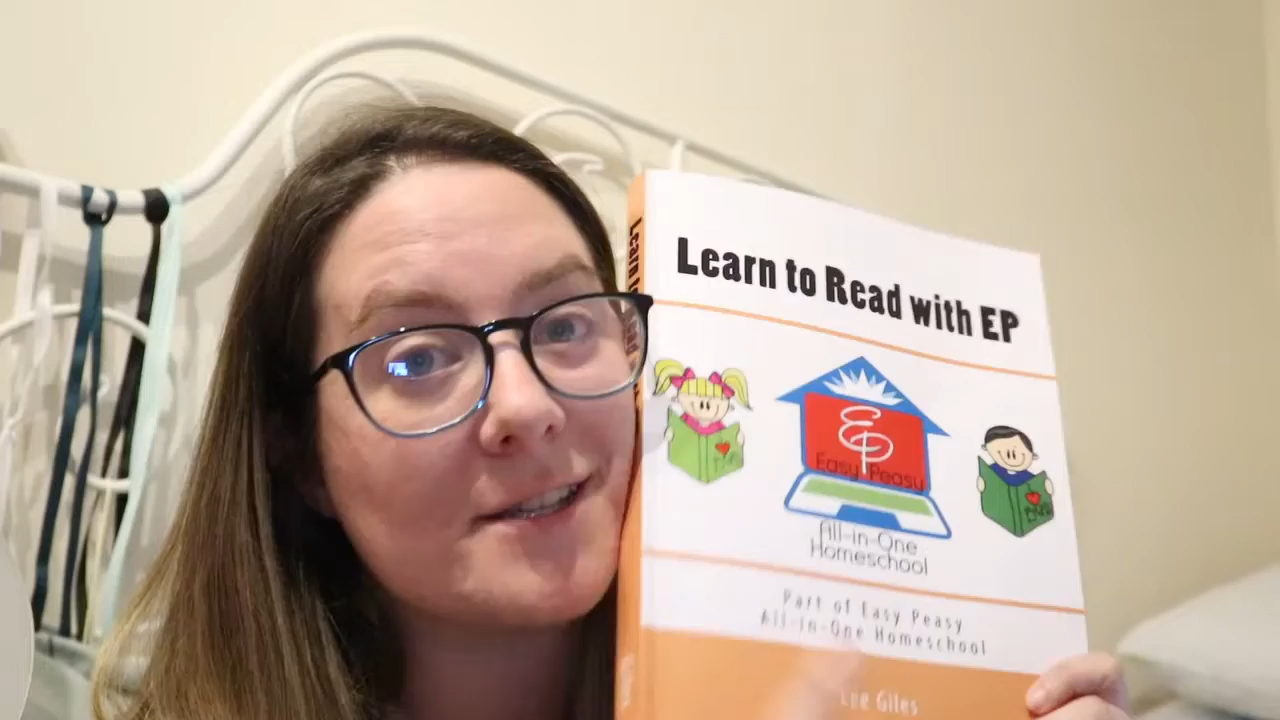 Learn to Read with EP
EP
Easy Peasy
All-in-One
Homeschool
Part of Easy Peasy
All-in-One Homeschool
Lee Giles